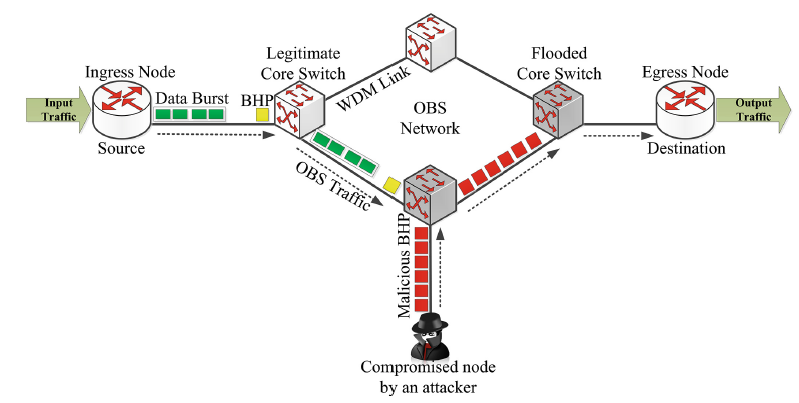 Input
Traffic
Ingress Node
Source
Data Burst
BHP
Legitimate
Core Switch
WDM Link
OBS
Network
OBS Traffic
Flooded
Core Switch
Egress Node
Destination
Output
Traffic
Malicious BHP
Compromised node
by an attacker